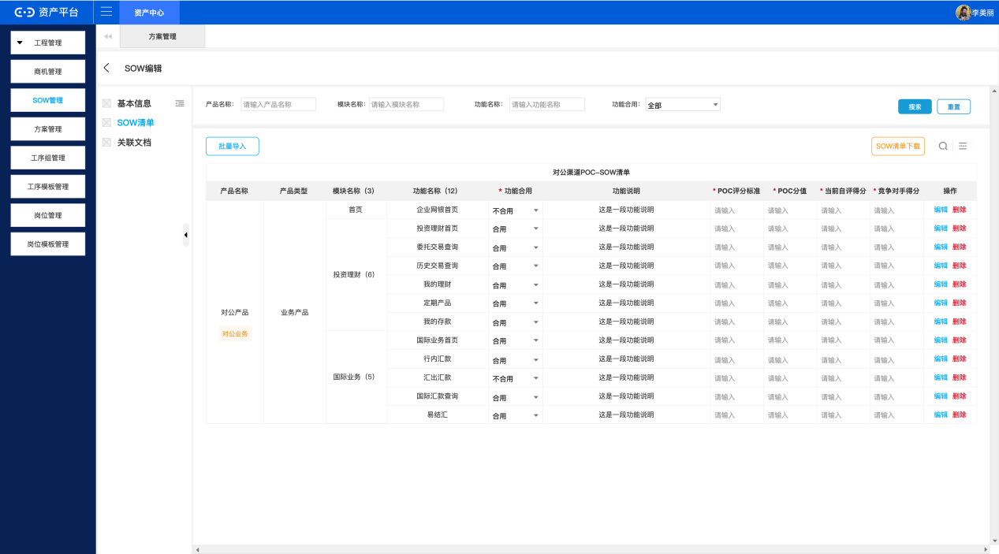 资产平台 资产中心 李美丽
工程管理
商机管理
SOW管理
方案管理
工序组管理
工序模板管理
岗位管理
岗位模板管理
方案管理
SOW编辑
基本信息
SOW清单
关联文档
产品名称: 请输入产品名称 模块名称: 请输入模块名称 功能名称: 请输入功能名称 功能合用: 全部
搜索 重置
批量导入 SOW清单下载
对公渠道POC-SOW清单
产品名称 产品类型 模块名称（3） 功能名称（12） * 功能合用 功能说明 * POC评分标准 * POC分值 * 当前自评得分 * 竞争对手得分 操作
首页 企业网银首页 不合用 这是一段功能说明 请输入 请输入 请输入 请输入 编辑 删除
投资理财首页 合用 这是一段功能说明 请输入 请输入 请输入 请输入 编辑 删除
委托交易查询 合用 这是一段功能说明 请输入 请输入 请输入 请输入 编辑 删除
历史交易查询 合用 这是一段功能说明 请输入 请输入 请输入 请输入 编辑 删除
投资理财（6）
我的理财 合用 这是一段功能说明 请输入 请输入 请输入 请输入 编辑 删除
定期产品 合用 这是一段功能说明 请输入 请输入 请输入 请输入 编辑 删除
对公产品 业务产品
我的存款 合用 这是一段功能说明 请输入 请输入 请输入 请输入 编辑 删除
对公业务
国际业务首页 合用 这是一段功能说明 请输入 请输入 请输入 请输入 编辑 删除
行内汇款 合用 这是一段功能说明 请输入 请输入 请输入 请输入 编辑 删除
国际业务（5） 汇出汇款 不合用 这是一段功能说明 请输入 请输入 请输入 请输入 编辑 删除
国际汇款查询 合用 这是一段功能说明 请输入 请输入 请输入 请输入 编辑 删除
易结汇 合用 这是一段功能说明 请输入 请输入 请输入 请输入 编辑 删除